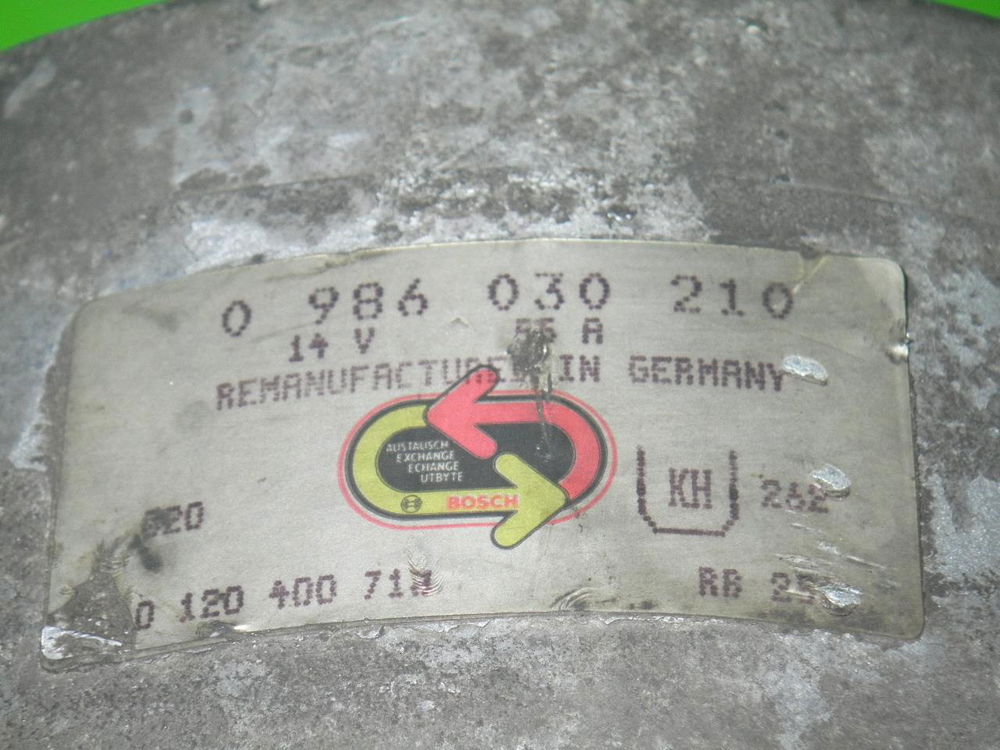 0 986 030 210
14 V A
REMANUFACTURED IN GERMANY
AUSTAUSCH
EXCHANGE
ECHANGE
UTBYTE
BOSCH
KH 262
0 120 400
RB